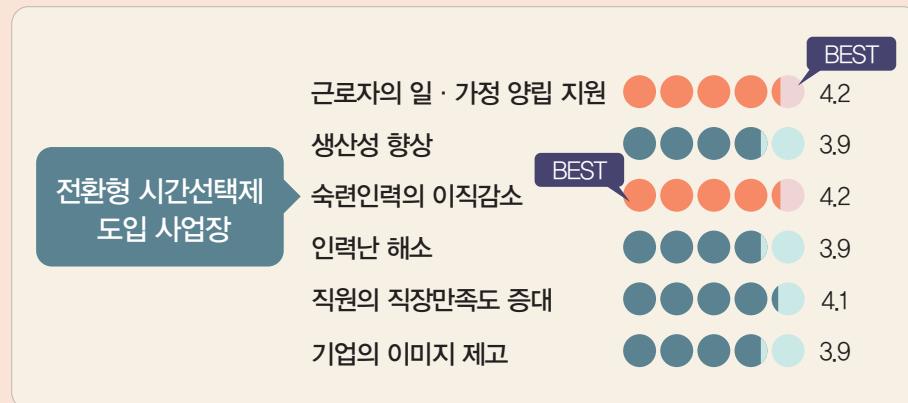 BEST
근로자의 일 · 가정 양립 지원 4.2
생산성 향상 3.9
BEST
숙련인력의 이직감소 4.2
전환형 시간선택제
도입 사업장
인력난 해소 3.9
직원의 직장만족도 증대 4.1
기업의 이미지 제고 3.9